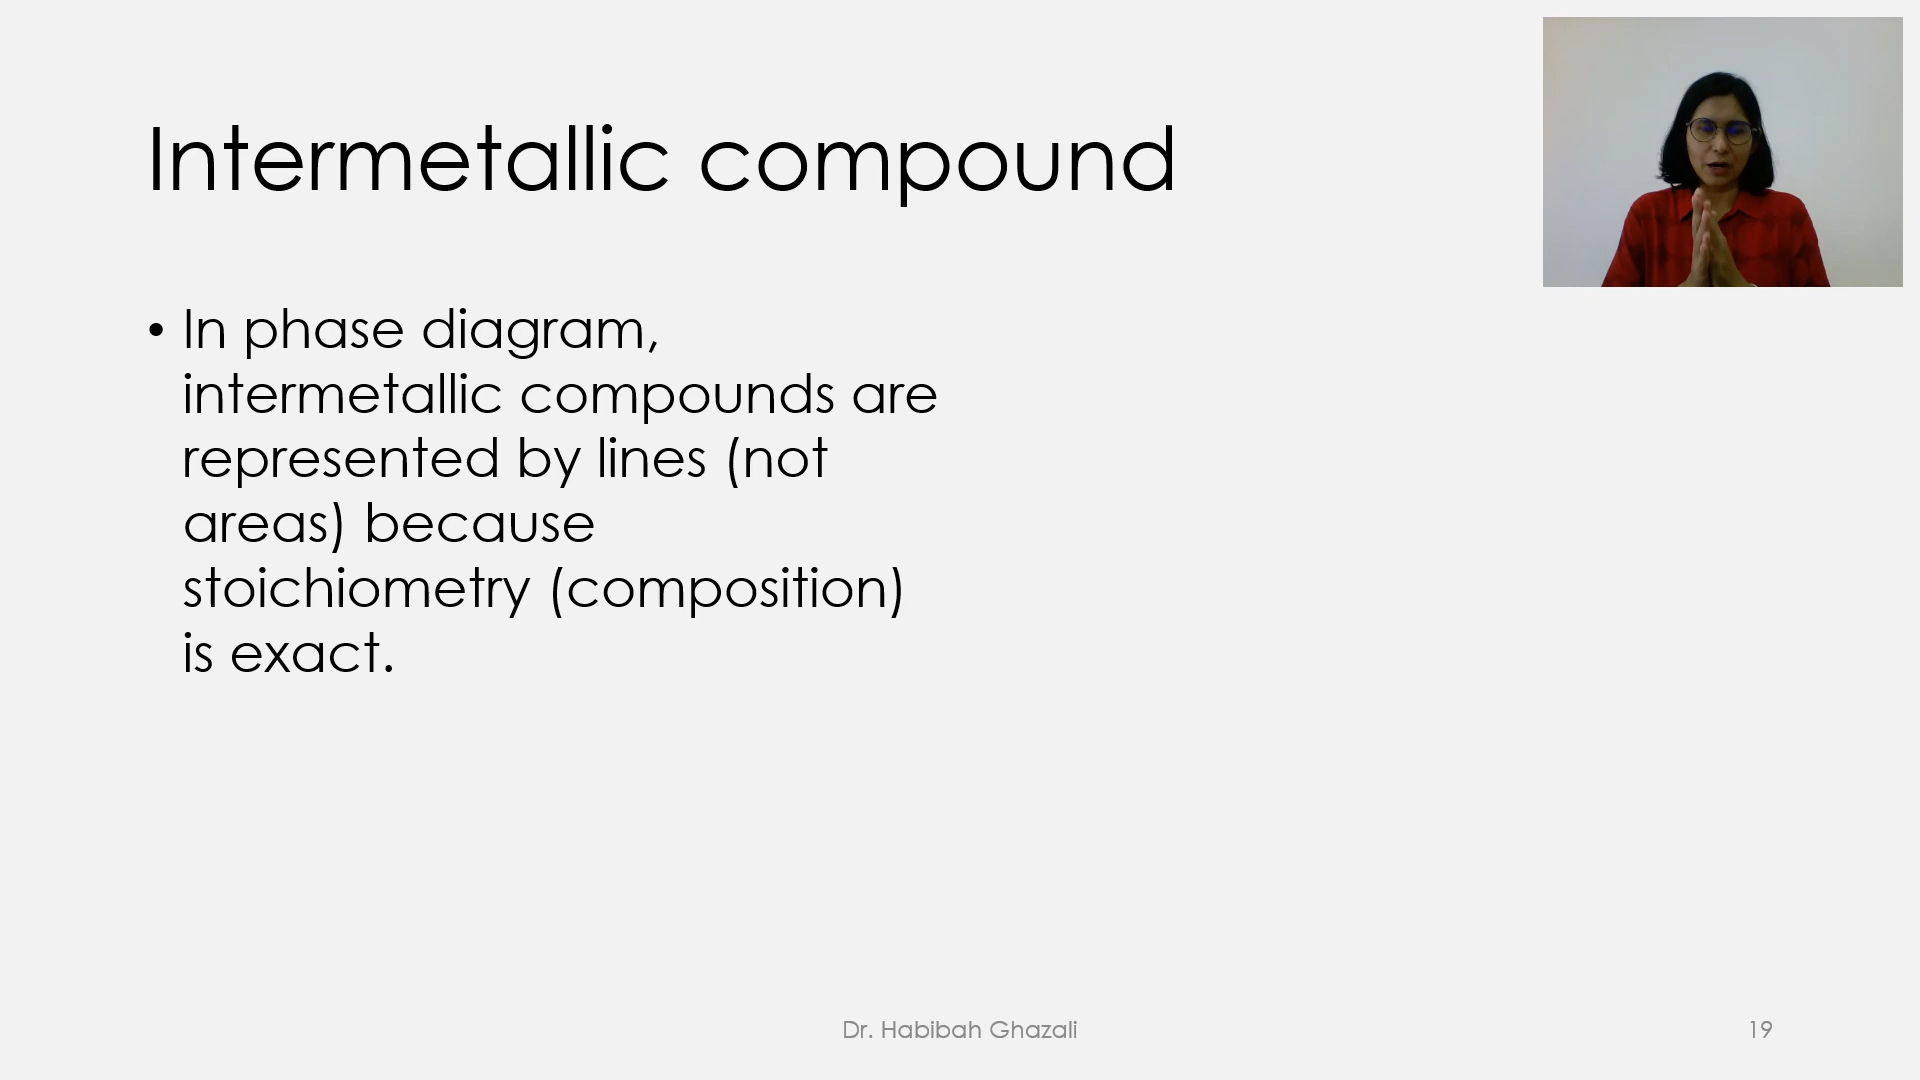 Intermetallic compound
• In phase diagram,
intermetallic compounds are
represented by lines (not
areas) because
stoichiometry (composition)
is exact.
Dr. Habibah Ghazali
19